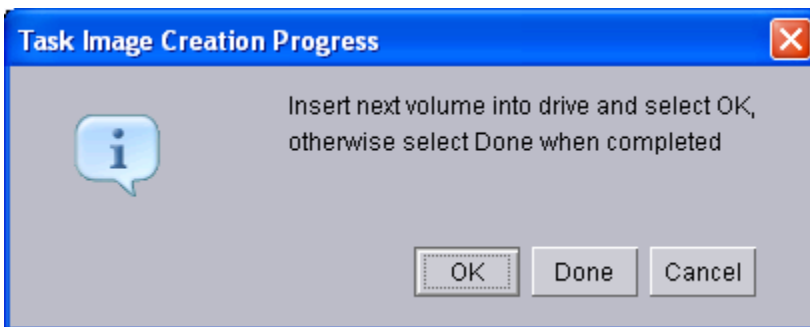 Task Image Creation Progress
Insert next volume into drive and select OK,
otherwise select Done when completed
OK Done Cancel